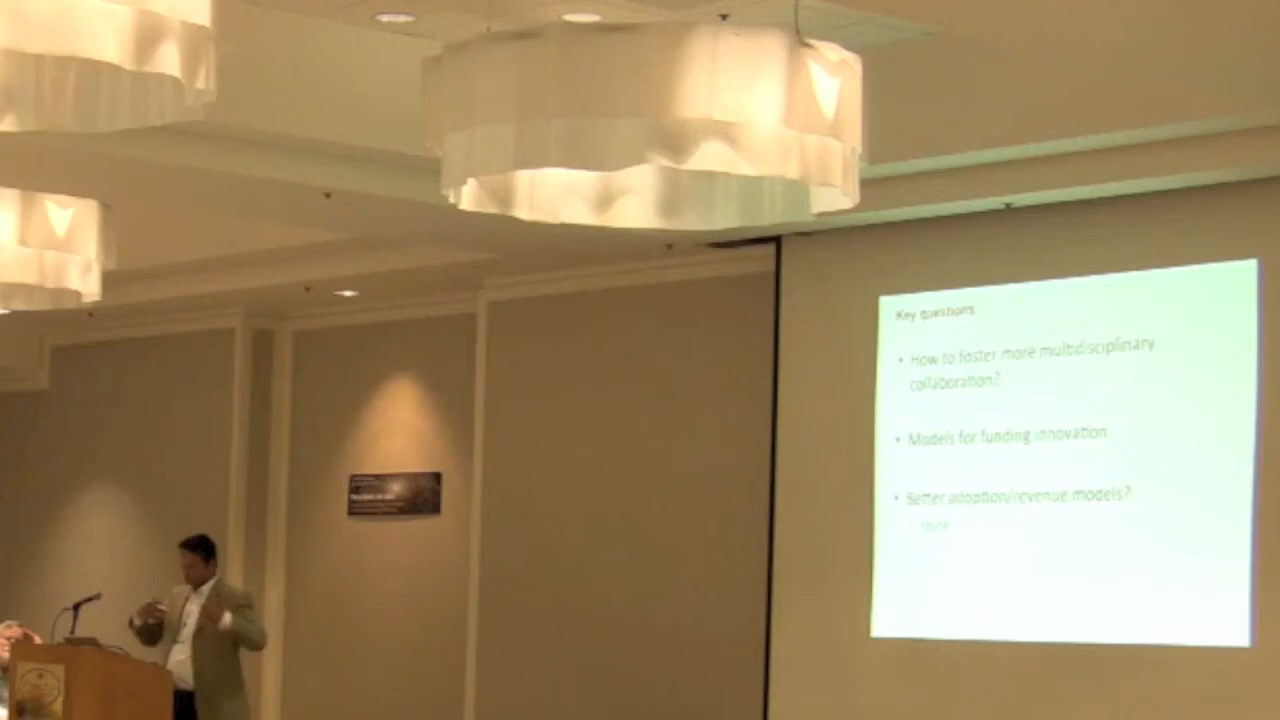 Key questions
• How to foster more multidisciplinary
collaboration?
• Models for funding innovation
• Better adoption/revenue models?